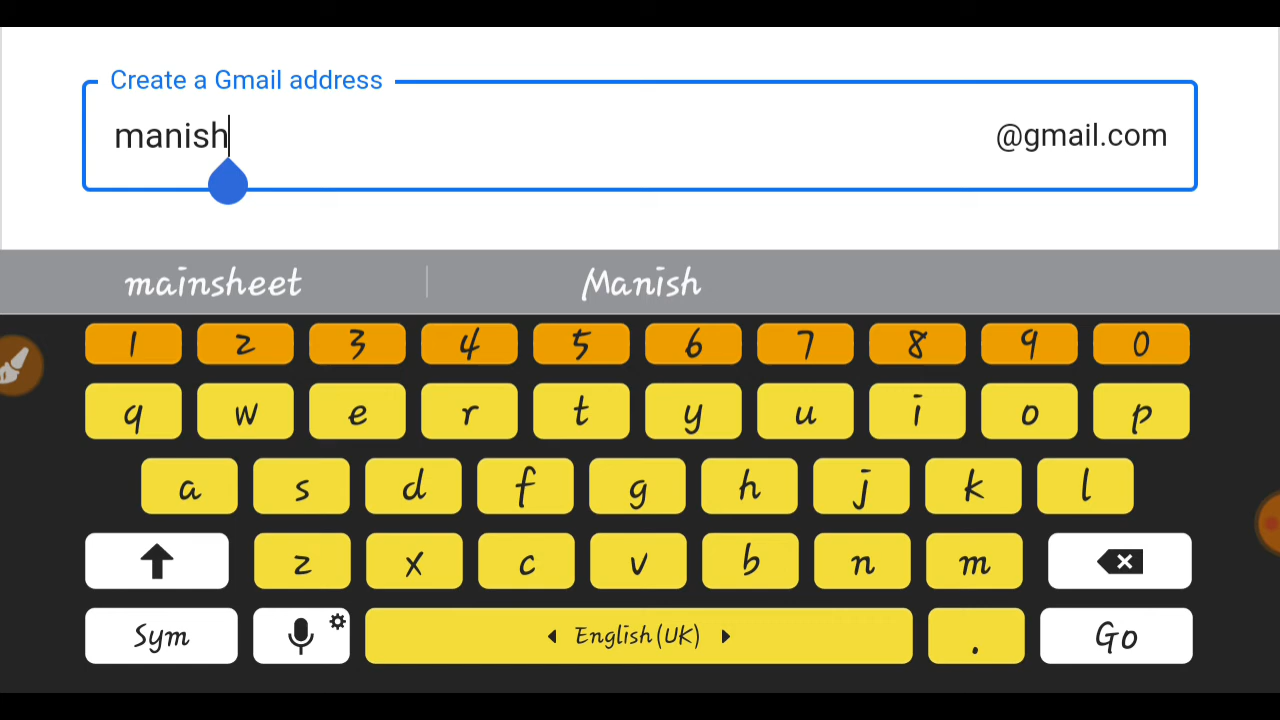 Create a Gmail address
manish @gmail.com
mainsheet Manish
1 2 3 4 5 6 7 8 9 0
q w e r t y u i o p
a s d f g h j k l
z x c v b n m
Sym English(UK) . Go